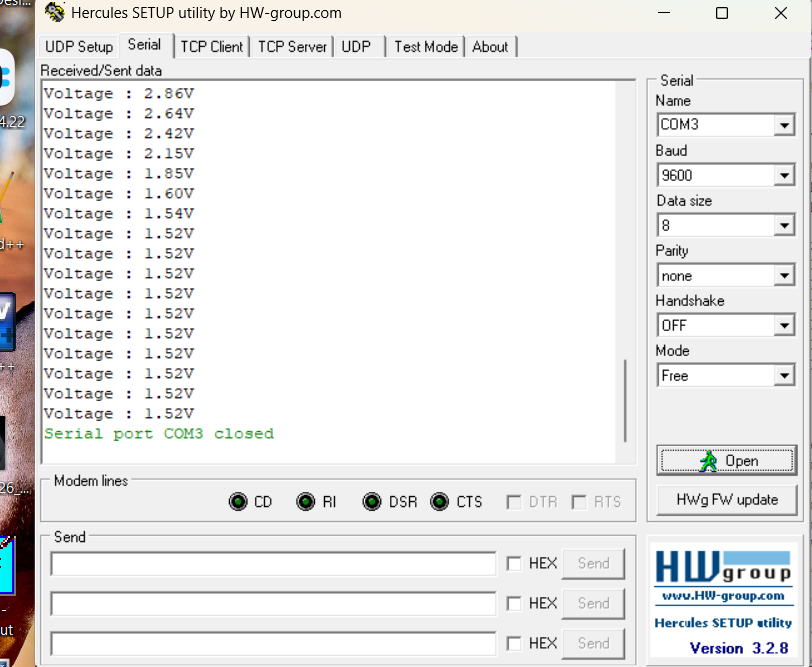 Hercules SETUP utility by HW-group.com
UDP Setup Serial TCP Client TCP Server UDP Test Mode About
Received/Sent data
Voltage : 2.86V
Voltage : 2.64V
Voltage : 2.42V
Voltage : 2.15V
Voltage : 1.85V
Voltage : 1.60V
Voltage : 1.54V
Voltage : 1.52V
Voltage : 1.52V
Voltage : 1.52V
Voltage : 1.52V
Voltage : 1.52V
Voltage : 1.52V
Voltage : 1.52V
Voltage : 1.52V
Voltage : 1.52V
Voltage : 1.52V
Serial port COM3 closed
Serial
Name
COM3
Baud
9600
Data size
8
Parity
none
Handshake
OFF
Mode
Free
Open
HWg FW update
Modem lines
CD RI DSR CTS DTR RTS
Send
HEX Send
HEX Send
HEX Send
HWgroup
www.HW-group.com
Hercules SETUP utility
Version 3.2.8
4.22
d++
++
26_...
-
ut